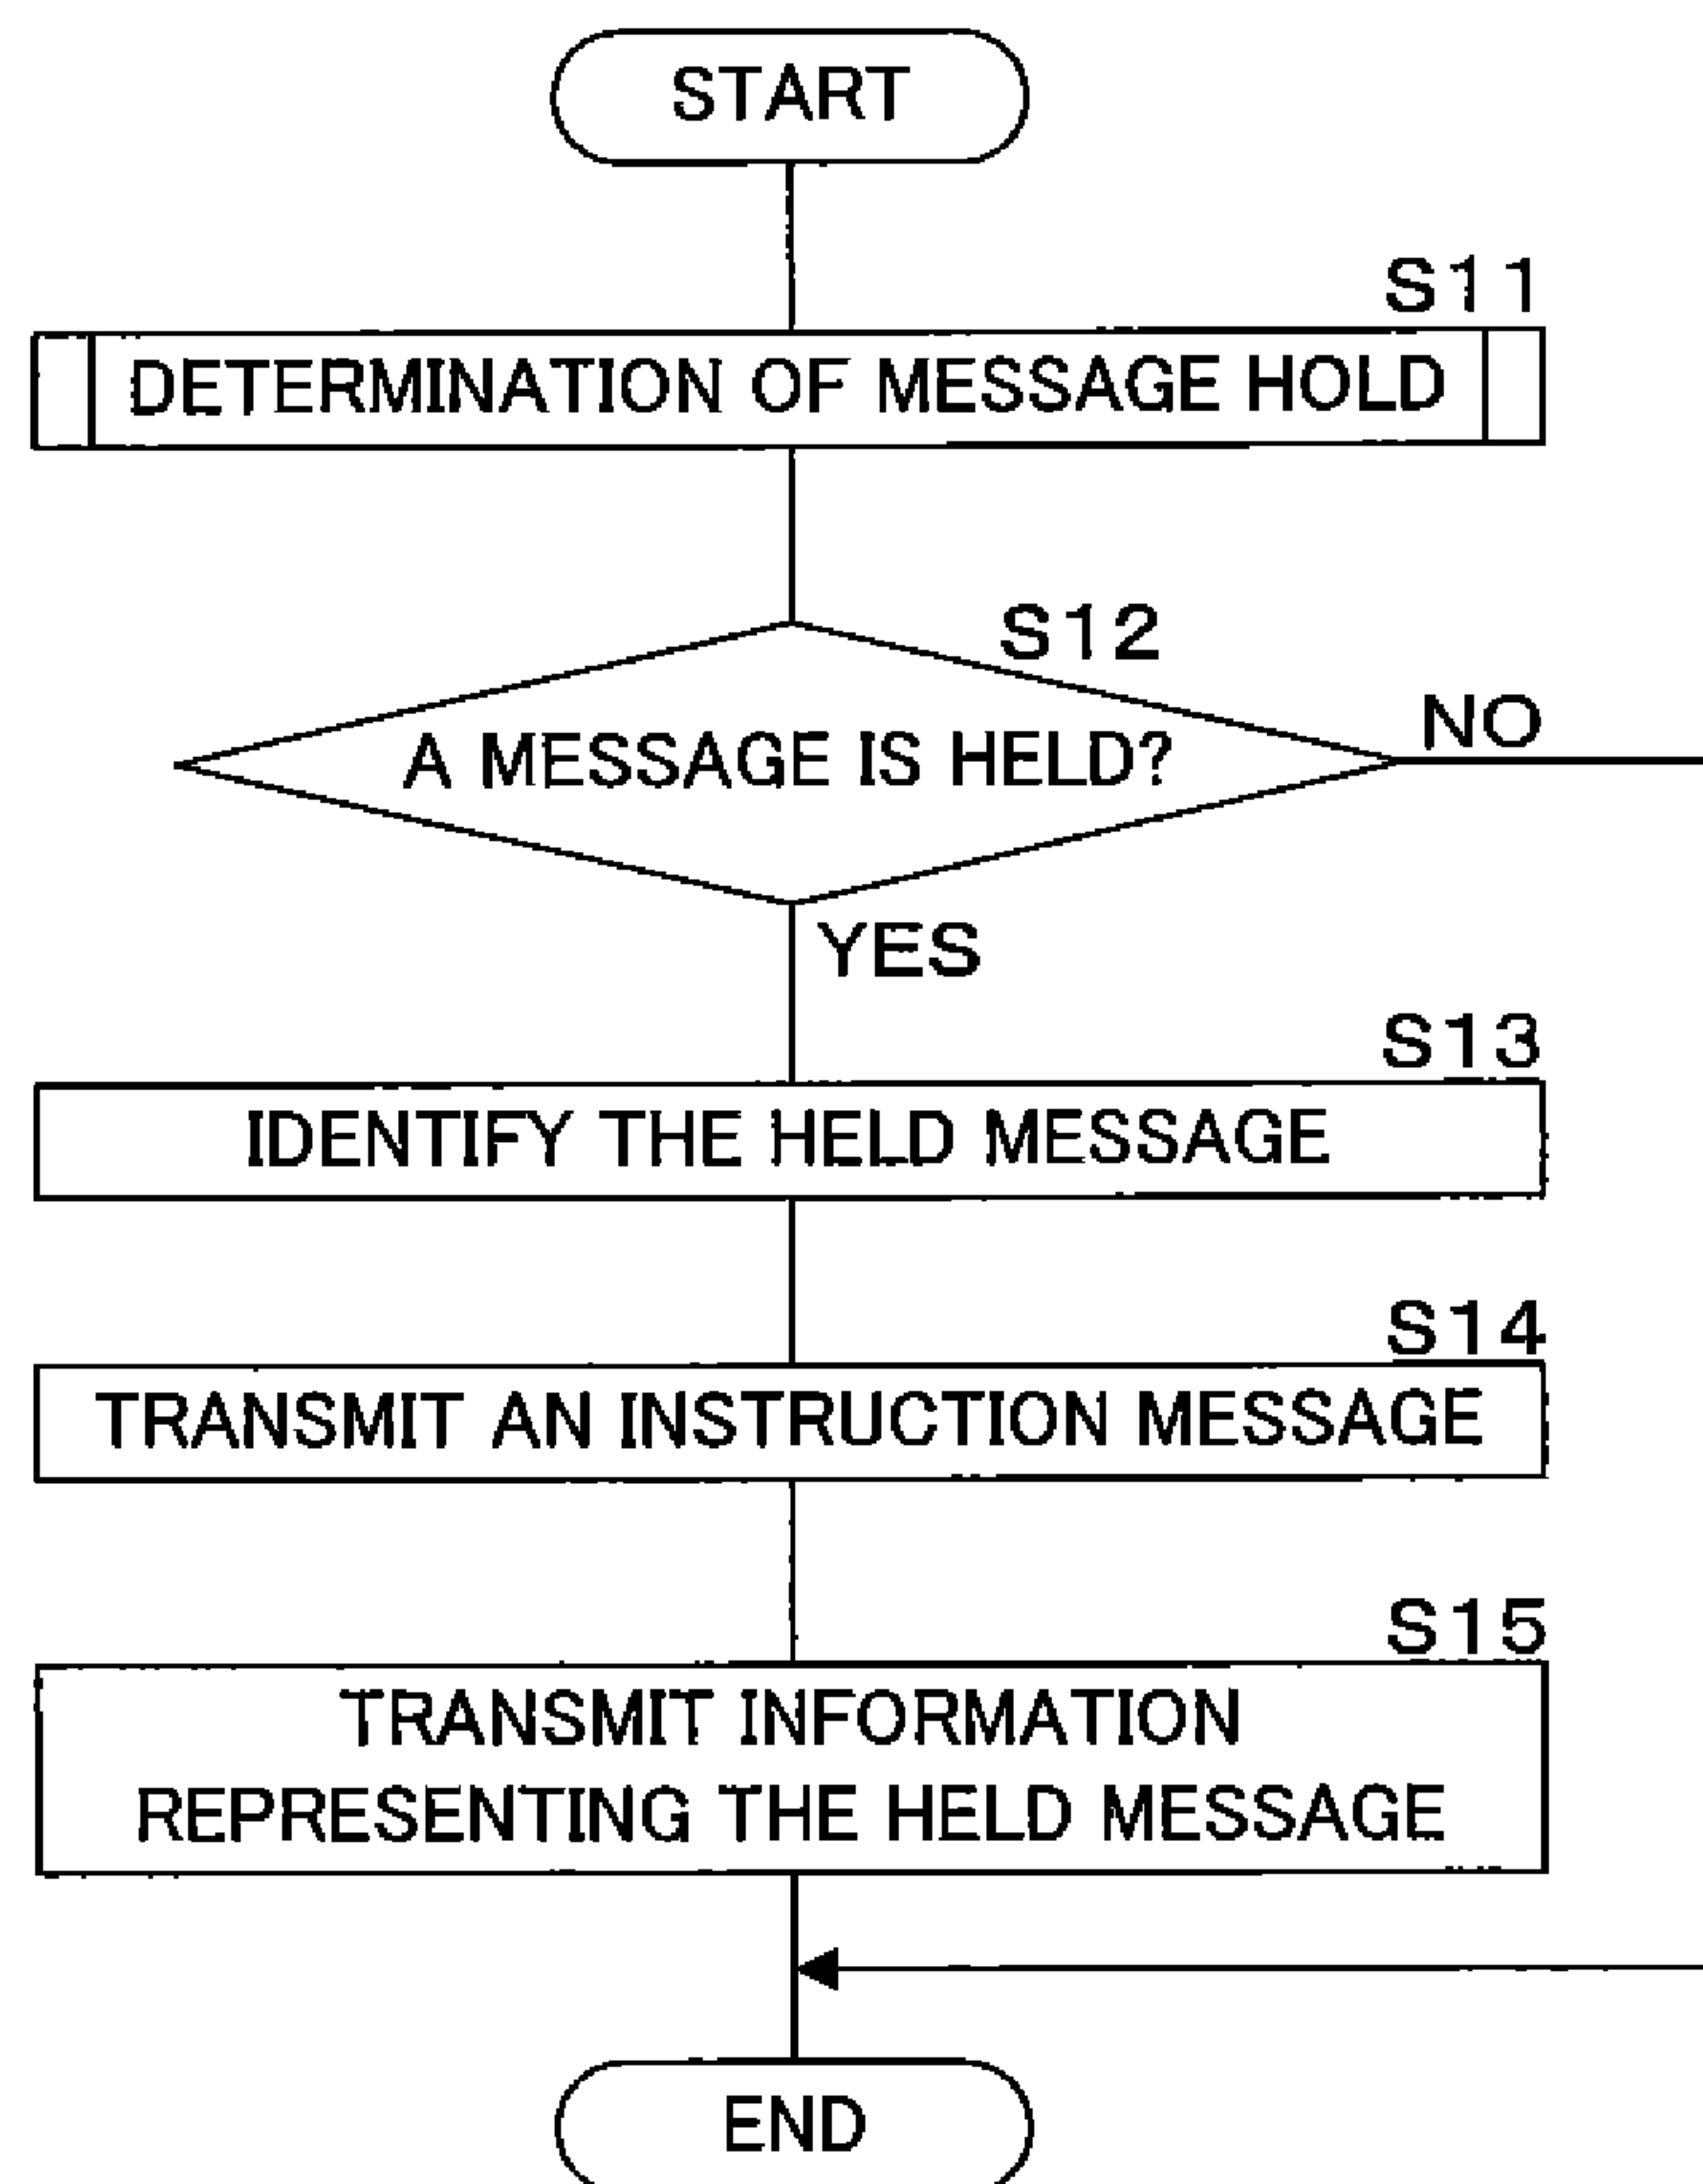 START
S11
DETERMINATION OF MESSAGE HOLD
S12
A MESSAGE IS HELD?
NO
YES
S13
IDENTIFY THE HELD MESSAGE
S14
TRANSMIT AN INSTRUCTION MESSAGE
S15
TRANSMIT INFORMATION
REPRESENTING THE HELD MESSAGE
END